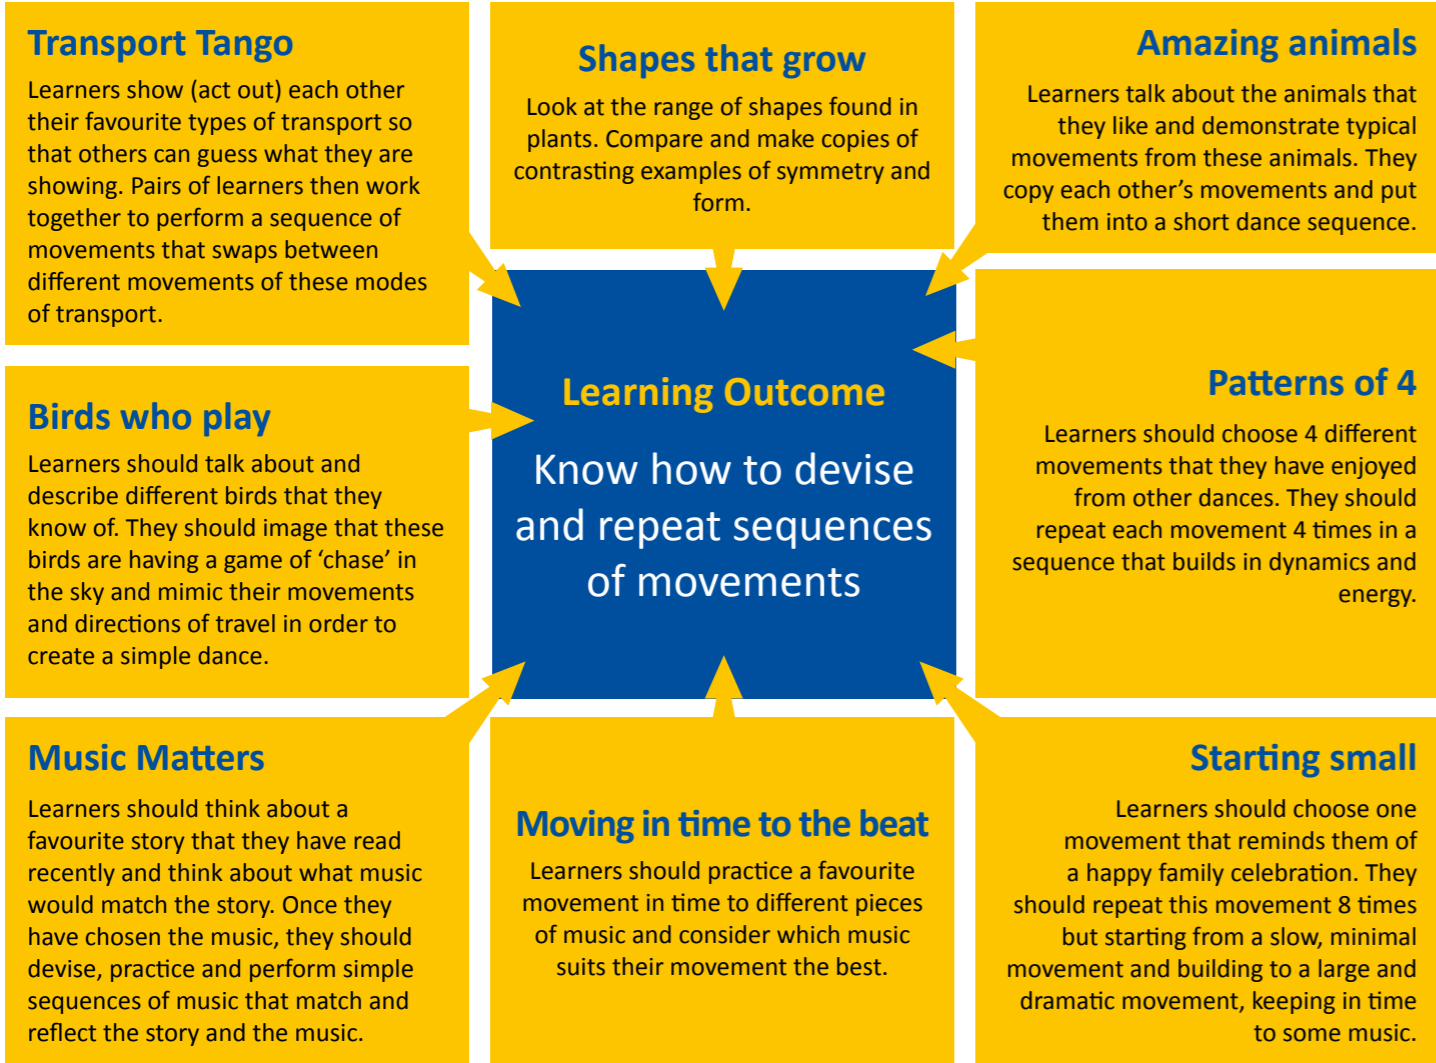 Transport Tango
Learners show (act out) each other
their favourite types of transport so
that others can guess what they are
showing. Pairs of learners then work
together to perform a sequence of
movements that swaps between
different movements of these modes
of transport.
Shapes that grow
Look at the range of shapes found in
plants. Compare and make copies of
contrasting examples of symmetry and
form.
Amazing animals
Learners talk about the animals that
they like and demonstrate typical
movements from these animals. They
copy each other’s movements and put
them into a short dance sequence.
Birds who play
Learners should talk about and
describe different birds that they
know of. They should image that these
birds are having a game of ‘chase’ in
the sky and mimic their movements
and directions of travel in order to
create a simple dance.
Learning Outcome
Know how to devise
and repeat sequences
of movements
Patterns of 4
Learners should choose 4 different
movements that they have enjoyed
from other dances. They should
repeat each movement 4 times in a
sequence that builds in dynamics and
energy.
Music Matters
Learners should think about a
favourite story that they have read
recently and think about what music
would match the story. Once they
have chosen the music, they should
devise, practice and perform simple
sequences of music that match and
reflect the story and the music.
Moving in time to the beat
Learners should practice a favourite
movement in time to different pieces
of music and consider which music
suits their movement the best.
Starting small
Learners should choose one
movement that reminds them of
a happy family celebration. They
should repeat this movement 8 times
but starting from a slow, minimal
movement and building to a large and
dramatic movement, keeping in time
to some music.